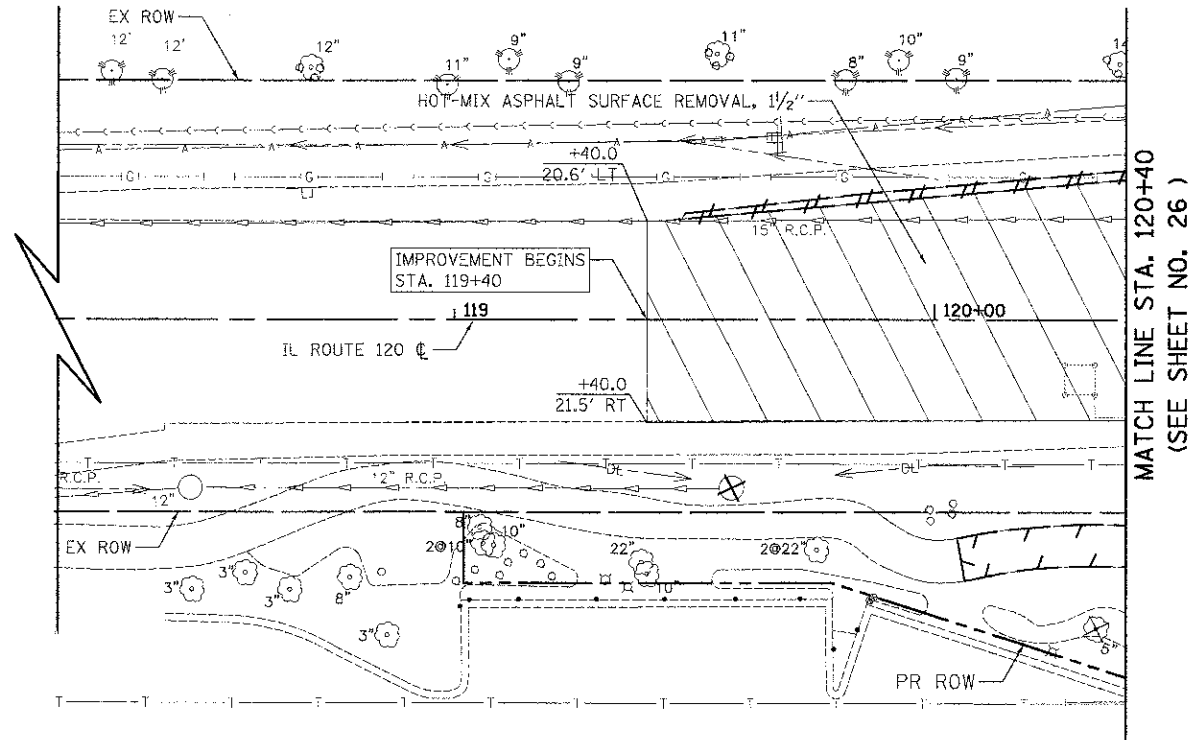 EX ROW
12' 12' 12" 9" 11" 10"
11" 9" 8" 9" 14
HOT-MIX ASPHALT SURFACE REMOVAL, 1½"
A A A A A A A A
+40.0
20.6' LT
G G G G G G
15" R.C.P.
IMPROVEMENT BEGINS
STA. 119+40
119
120+00
IL ROUTE 120 ℄
+40.0
21.5' RT
MATCH LINE STA. 120+40
(SEE SHEET NO. 26 )
T T T T T T T T T T
DL DL
R.C.P.
12" R.C.P.
12"
EX ROW
8"
10"
2@10" 22" 2@22"
3" 3" 3" 8" 10"
3" 5"
PR ROW
T T T T T T T T T T T T T